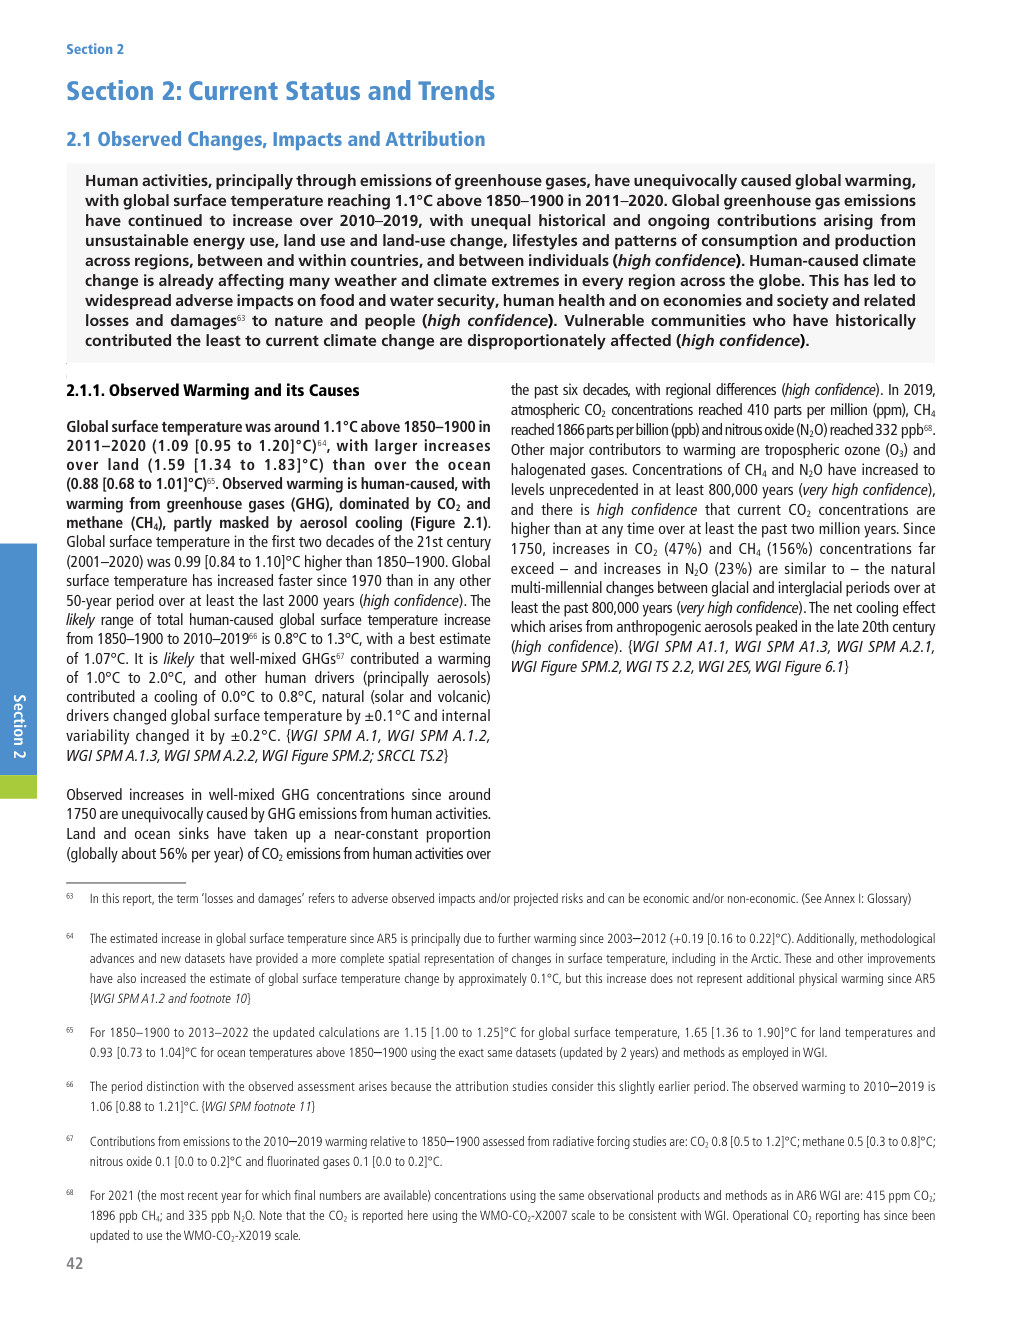 Section 2
Section 2: Current Status and Trends
2.1 Observed Changes, Impacts and Attribution
Human activities, principally through emissions of greenhouse gases, have unequivocally caused global warming,
with global surface temperature reaching 1.1°C above 1850–1900 in 2011–2020. Global greenhouse gas emissions
have continued to increase over 2010–2019, with unequal historical and ongoing contributions arising from
unsustainable energy use, land use and land-use change, lifestyles and patterns of consumption and production
across regions, between and within countries, and between individuals (high confidence). Human-caused climate
change is already affecting many weather and climate extremes in every region across the globe. This has led to
widespread adverse impacts on food and water security, human health and on economies and society and related
losses and damages⁶³ to nature and people (high confidence). Vulnerable communities who have historically
contributed the least to current climate change are disproportionately affected (high confidence).
2.1.1. Observed Warming and its Causes
Global surface temperature was around 1.1°C above 1850–1900 in
2011–2020 (1.09 [0.95 to 1.20]°C)⁶⁴, with larger increases
over land (1.59 [1.34 to 1.83]°C) than over the ocean
(0.88 [0.68 to 1.01]°C)⁶⁵. Observed warming is human-caused, with
warming from greenhouse gases (GHG), dominated by CO₂ and
methane (CH₄), partly masked by aerosol cooling (Figure 2.1).
Global surface temperature in the first two decades of the 21st century
(2001–2020) was 0.99 [0.84 to 1.10]°C higher than 1850–1900. Global
surface temperature has increased faster since 1970 than in any other
50-year period over at least the last 2000 years (high confidence). The
likely range of total human-caused global surface temperature increase
from 1850–1900 to 2010–2019⁶⁶ is 0.8°C to 1.3°C, with a best estimate
of 1.07°C. It is likely that well-mixed GHGs⁶⁷ contributed a warming
of 1.0°C to 2.0°C, and other human drivers (principally aerosols)
contributed a cooling of 0.0°C to 0.8°C, natural (solar and volcanic)
drivers changed global surface temperature by ±0.1°C and internal
variability changed it by ±0.2°C. {WGI SPM A.1, WGI SPM A.1.2,
WGI SPM A.1.3, WGI SPM A.2.2, WGI Figure SPM.2; SRCCL TS.2}
Observed increases in well-mixed GHG concentrations since around
1750 are unequivocally caused by GHG emissions from human activities.
Land and ocean sinks have taken up a near-constant proportion
(globally about 56% per year) of CO₂ emissions from human activities over
the past six decades, with regional differences (high confidence). In 2019,
atmospheric CO₂ concentrations reached 410 parts per million (ppm), CH₄
reached 1866 parts per billion (ppb) and nitrous oxide (N₂O) reached 332 ppb⁶⁸.
Other major contributors to warming are tropospheric ozone (O₃) and
halogenated gases. Concentrations of CH₄ and N₂O have increased to
levels unprecedented in at least 800,000 years (very high confidence),
and there is high confidence that current CO₂ concentrations are
higher than at any time over at least the past two million years. Since
1750, increases in CO₂ (47%) and CH₄ (156%) concentrations far
exceed – and increases in N₂O (23%) are similar to – the natural
multi-millennial changes between glacial and interglacial periods over at
least the past 800,000 years (very high confidence). The net cooling effect
which arises from anthropogenic aerosols peaked in the late 20th century
(high confidence). {WGI SPM A1.1, WGI SPM A1.3, WGI SPM A.2.1,
WGI Figure SPM.2, WGI TS 2.2, WGI 2ES, WGI Figure 6.1}
Section 2
63 In this report, the term ‘losses and damages’ refers to adverse observed impacts and/or projected risks and can be economic and/or non-economic. (See Annex I: Glossary)
64 The estimated increase in global surface temperature since AR5 is principally due to further warming since 2003–2012 (+0.19 [0.16 to 0.22]°C). Additionally, methodological
advances and new datasets have provided a more complete spatial representation of changes in surface temperature, including in the Arctic. These and other improvements
have also increased the estimate of global surface temperature change by approximately 0.1°C, but this increase does not represent additional physical warming since AR5
{WGI SPM A1.2 and footnote 10}
65 For 1850–1900 to 2013–2022 the updated calculations are 1.15 [1.00 to 1.25]°C for global surface temperature, 1.65 [1.36 to 1.90]°C for land temperatures and
0.93 [0.73 to 1.04]°C for ocean temperatures above 1850–1900 using the exact same datasets (updated by 2 years) and methods as employed in WGI.
66 The period distinction with the observed assessment arises because the attribution studies consider this slightly earlier period. The observed warming to 2010–2019 is
1.06 [0.88 to 1.21]°C. {WGI SPM footnote 11}
67 Contributions from emissions to the 2010–2019 warming relative to 1850–1900 assessed from radiative forcing studies are: CO₂ 0.8 [0.5 to 1.2]°C; methane 0.5 [0.3 to 0.8]°C;
nitrous oxide 0.1 [0.0 to 0.2]°C and fluorinated gases 0.1 [0.0 to 0.2]°C.
68 For 2021 (the most recent year for which final numbers are available) concentrations using the same observational products and methods as in AR6 WGI are: 415 ppm CO₂;
1896 ppb CH₄; and 335 ppb N₂O. Note that the CO₂ is reported here using the WMO-CO₂-X2007 scale to be consistent with WGI. Operational CO₂ reporting has since been
updated to use the WMO-CO₂-X2019 scale.
42